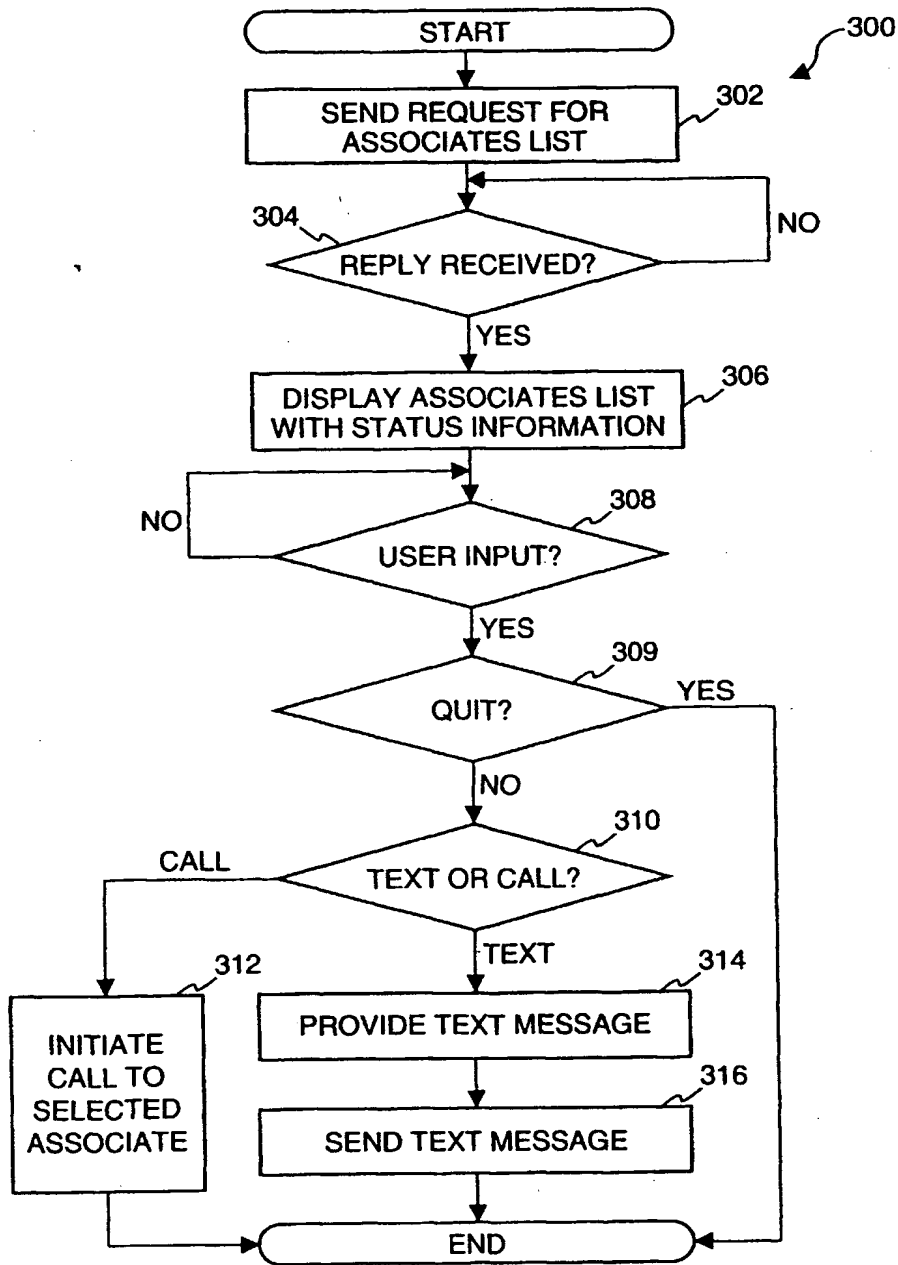 START
300
SEND REQUEST FOR
ASSOCIATES LIST
302
304
REPLY RECEIVED?
NO
YES
306
DISPLAY ASSOCIATES LIST
WITH STATUS INFORMATION
308
NO
USER INPUT?
YES
309
QUIT?
YES
NO
310
CALL
TEXT OR CALL?
TEXT
312
314
INITIATE
CALL TO
SELECTED
ASSOCIATE
PROVIDE TEXT MESSAGE
316
SEND TEXT MESSAGE
END